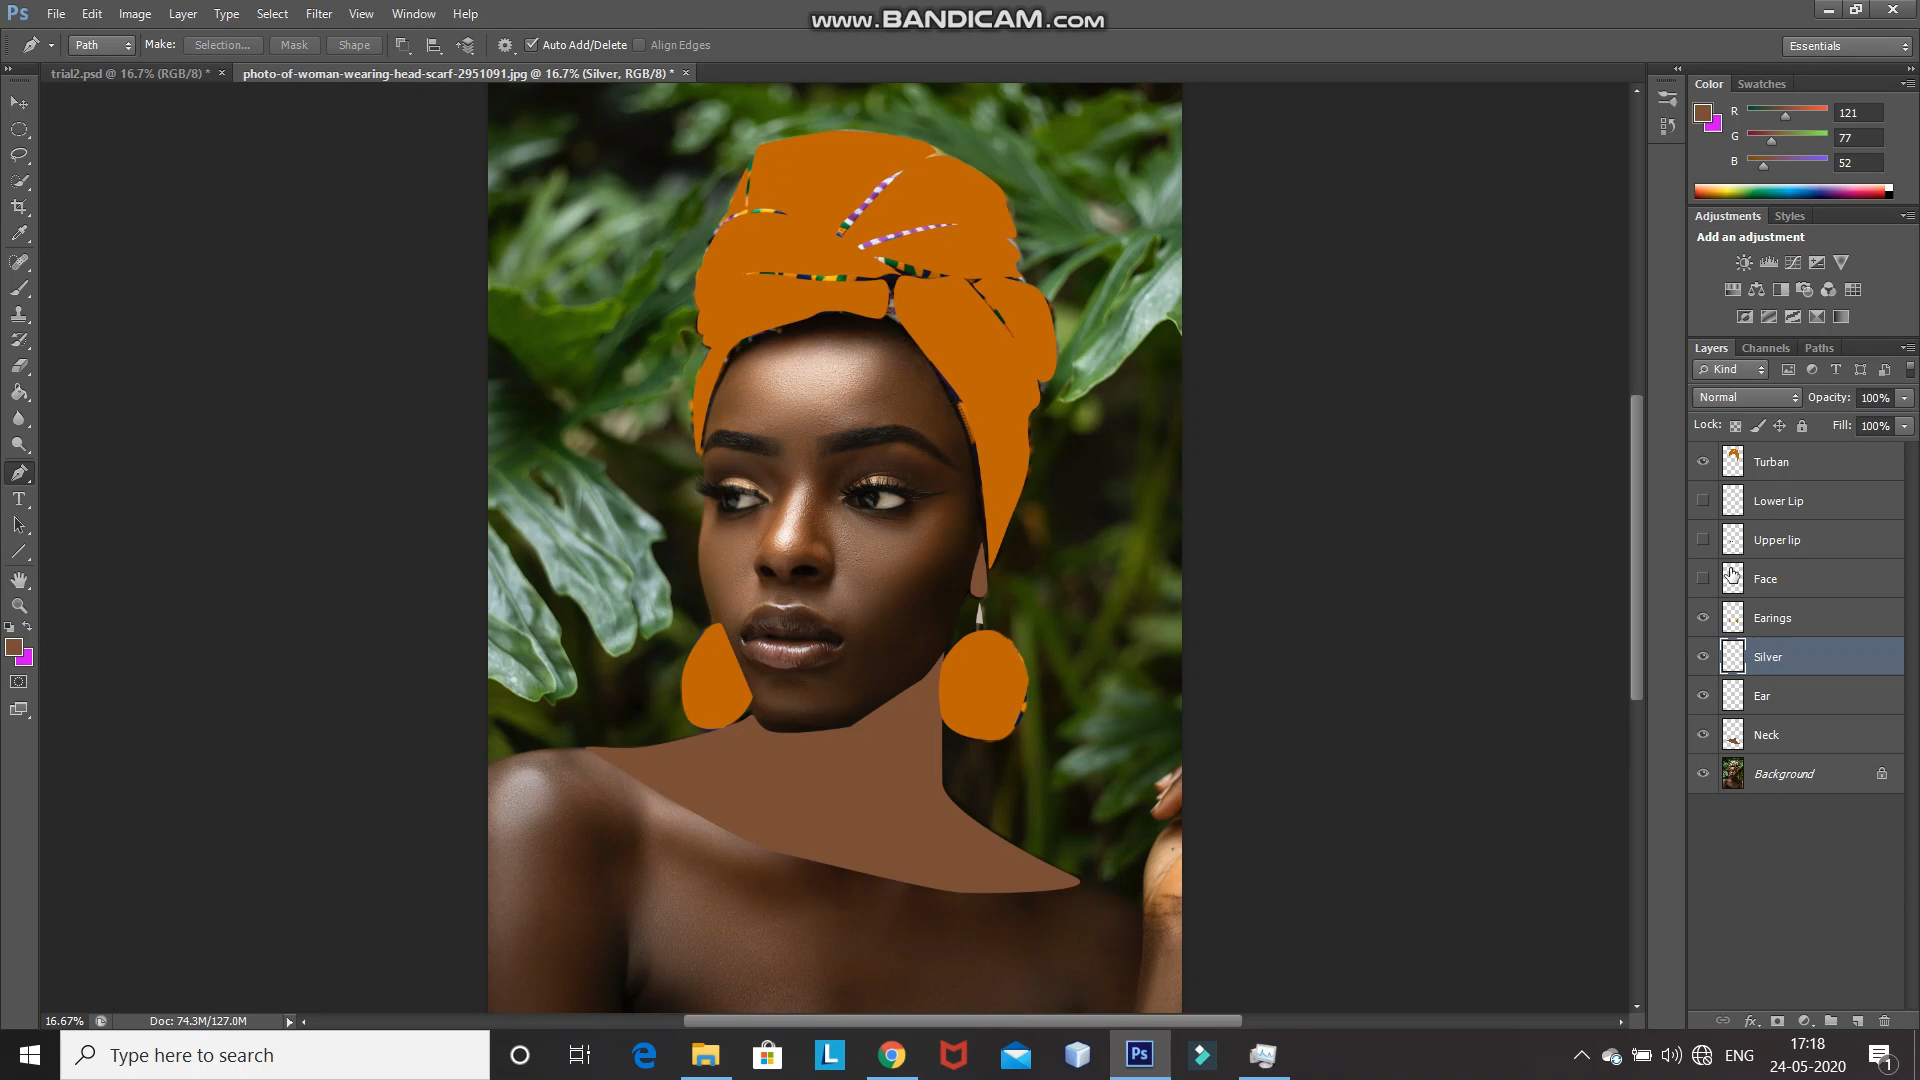 www.BANDICAM.COM
Ps File Edit Image Layer Type Select Filter View Window Help
Path Make: Selection... Mask Shape Auto Add/Delete Align Edges Essentials
trial2.psd @ 16.7% (RGB/8) * x photo-of-woman-wearing-head-scarf-2951091.jpg @ 16.7% (Silver, RGB/8) * x
Color Swatches
R 121
G 77
B 52
Adjustments Styles
Add an adjustment
Layers Channels Paths
Kind
Normal Opacity: 100%
Lock: Fill: 100%
Turban
Lower Lip
Upper lip
Face
Earings
Silver
Ear
Neck
Background
16.67% Doc: 74.3M/127.0M
Type here to search
L Ps
ENG
17:18
24-05-2020
1